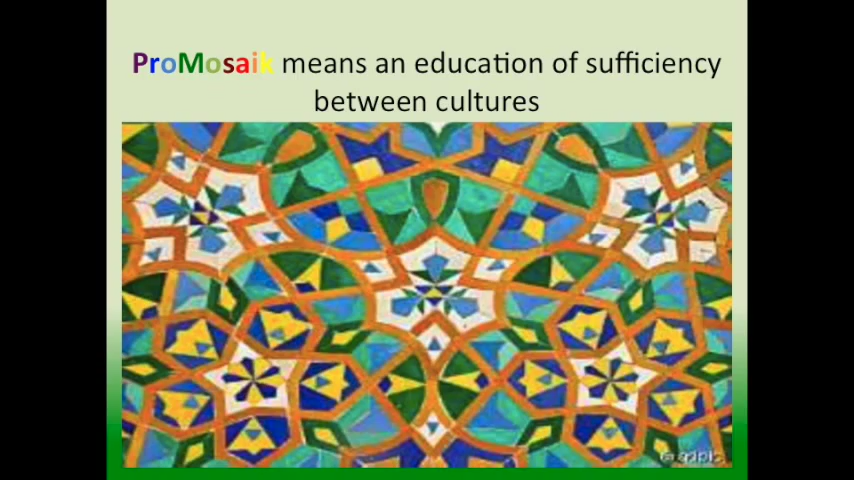 ProMosaik means an education of sufficiency
between cultures